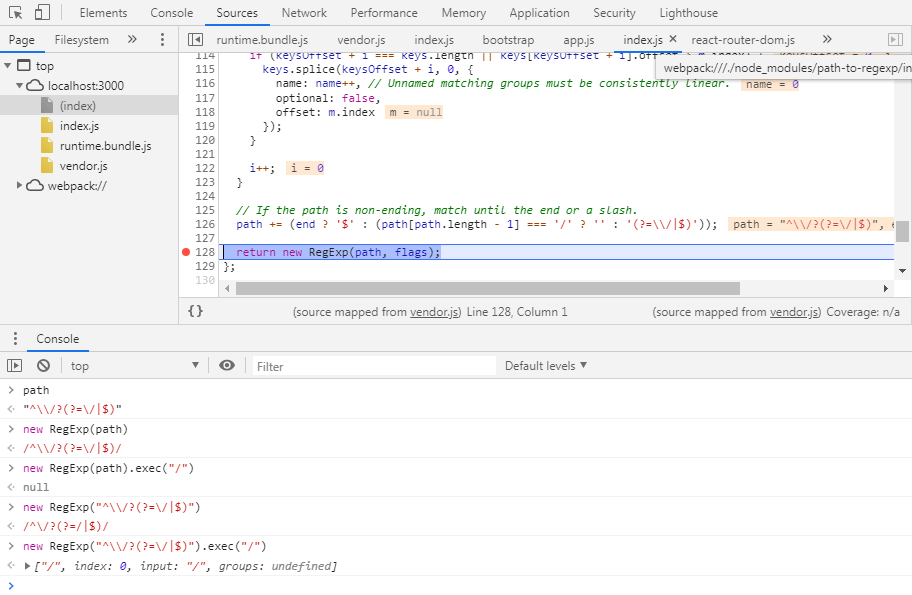 Elements Console Sources Network Performance Memory Application Security Lighthouse
Page Filesystem » runtime.bundle.js vendor.js index.js bootstrap app.js index.js × react-router-dom.js »
webpack:///./node_modules/path-to-regexp/in
top
localhost:3000
(index)
index.js
runtime.bundle.js
vendor.js
webpack://
114 if (keysOffset + i === keys.length || keys[keysOffset + i].offset
115 keys.splice(keysOffset + i, 0, {
116 name: name++, // Unnamed matching groups must be consistently linear. name = 0
117 optional: false,
118 offset: m.index m = null
119 });
120 }
121
122 i++; i = 0
123 }
124
125 // If the path is non-ending, match until the end or a slash.
126 path += (end ? '$' : (path[path.length - 1] === '/' ? '' : '(?=\\/|$)')); path = "^\\/?(?=\/|$)", e
127
128 return new RegExp(path, flags);
129 };
130
{} (source mapped from vendor.js) Line 128, Column 1 (source mapped from vendor.js) Coverage: n/a
Console
top Filter Default levels ▼
> path
"^\\/?(?=\/|$)"
> new RegExp(path)
/^\\/?(?=\/|$)/
> new RegExp(path).exec("/")
null
> new RegExp("^\\/?(?=\/|$)")
/^\/?(?=/|$)/
> new RegExp("^\\/?(?=\/|$)").exec("/")
["/", index: 0, input: "/", groups: undefined]
>